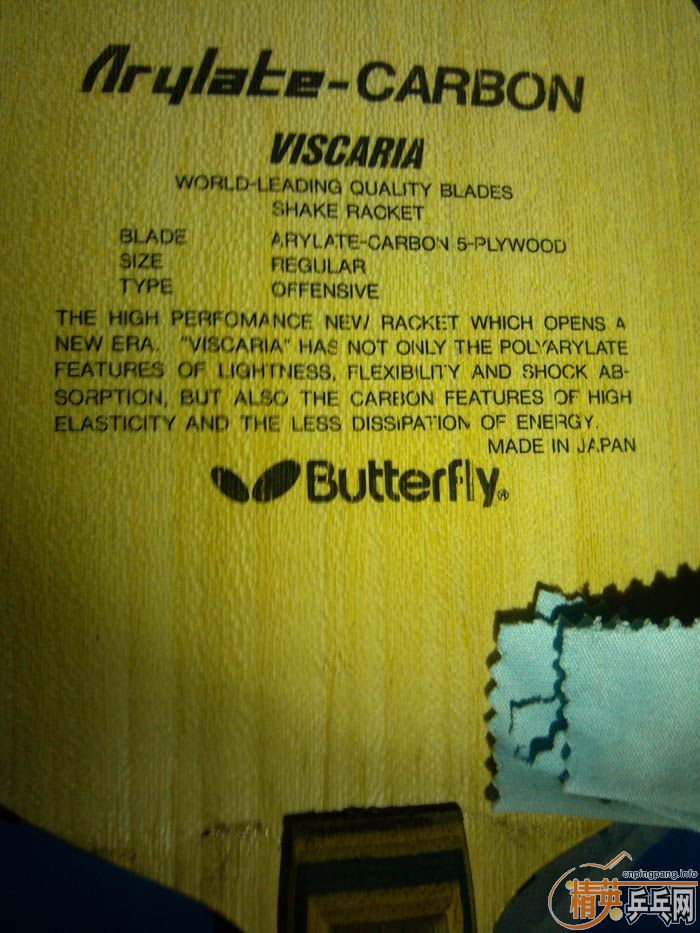 Arylate-CARBON
VISCARIA
WORLD-LEADING QUALITY BLADES
SHAKE RACKET
BLADE ARYLATE-CARBON 5-PLYWOOD
SIZE REGULAR
TYPE OFFENSIVE
THE HIGH PERFOMANCE NEW RACKET WHICH OPENS A
NEW ERA. "VISCARIA" HAS NOT ONLY THE POLYARYLATE
FEATURES OF LIGHTNESS, FLEXIBILITY AND SHOCK AB-
SORPTION, BUT ALSO THE CARBON FEATURES OF HIGH
ELASTICITY AND THE LESS DISSIPATION OF ENERGY.
MADE IN JAPAN
Butterfly®
cnpingpang.info
精英乒乓网